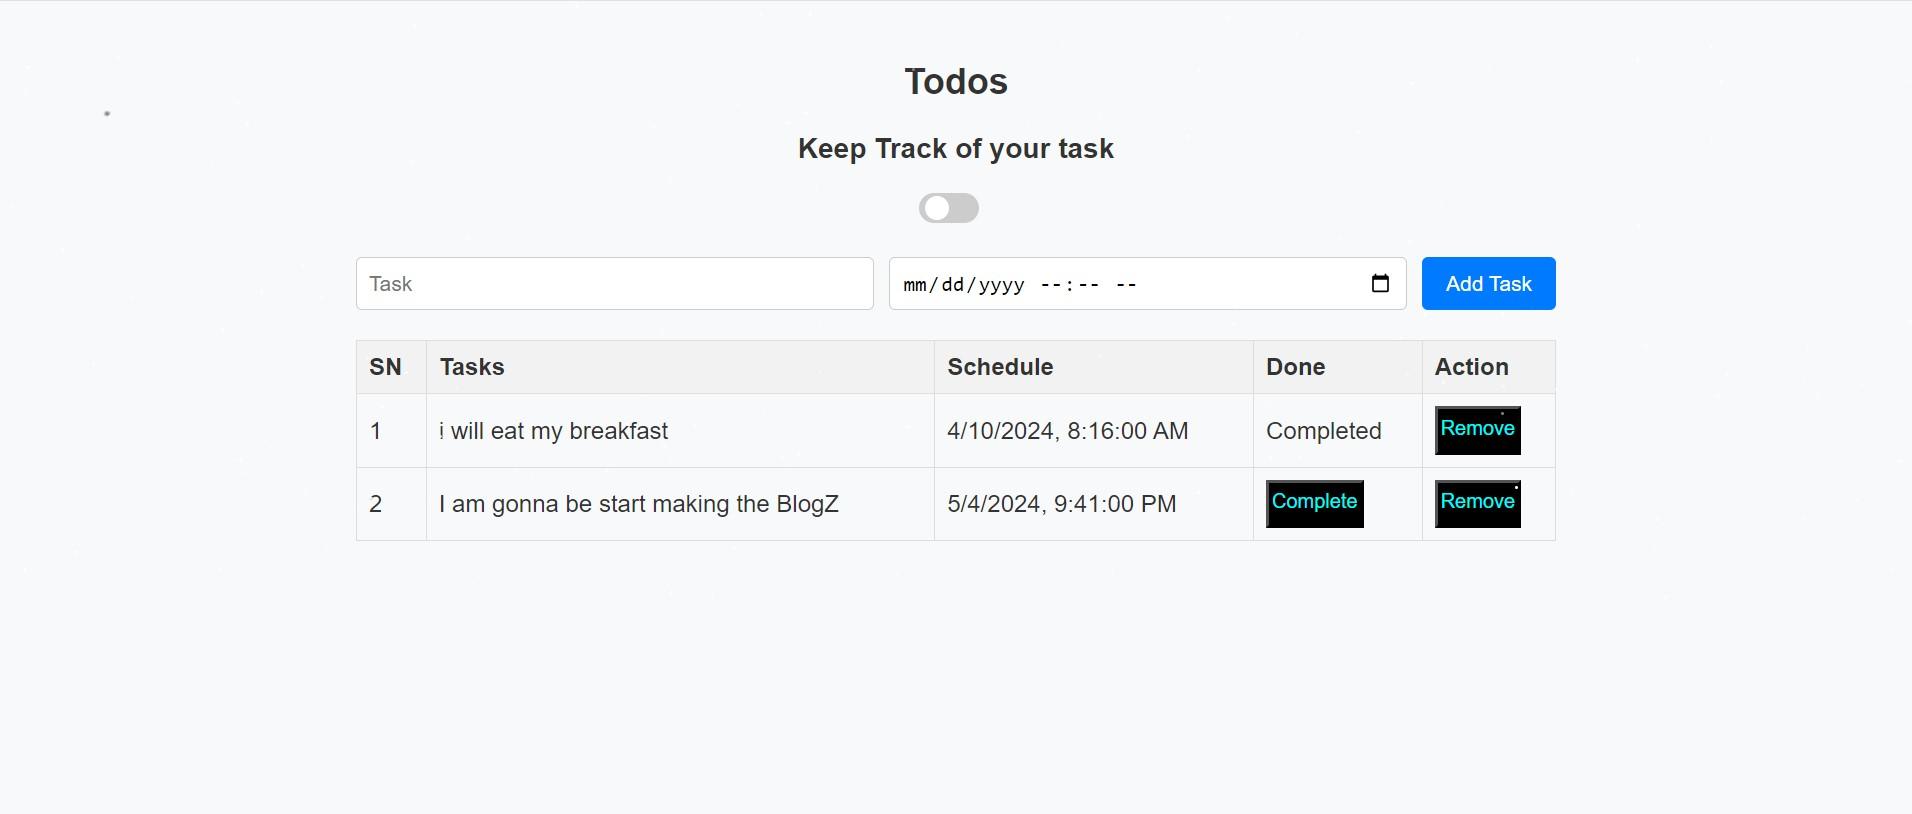 Todos
Keep Track of your task
Task
mm/dd/yyyy --:-- --
Add Task
SN Tasks Schedule Done Action
1 i will eat my breakfast 4/10/2024, 8:16:00 AM Completed Remove
2 I am gonna be start making the BlogZ 5/4/2024, 9:41:00 PM Complete Remove